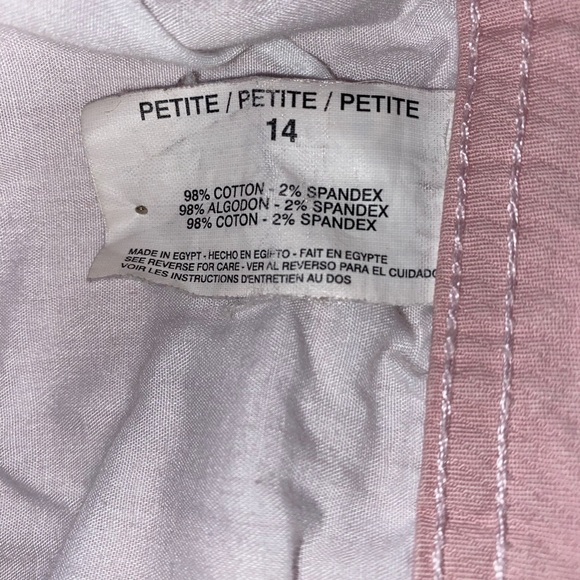 PETITE / PETITE / PETITE
14
98% COTTON - 2% SPANDEX
98% ALGODON - 2% SPANDEX
98% COTON - 2% SPANDEX
MADE IN EGYPT - HECHO EN EGIPTO - FAIT EN EGYPTE
SEE REVERSE FOR CARE - VER AL REVERSO PARA EL CUIDADO
VOIR LES INSTRUCTIONS D'ENTRETIEN AU DOS